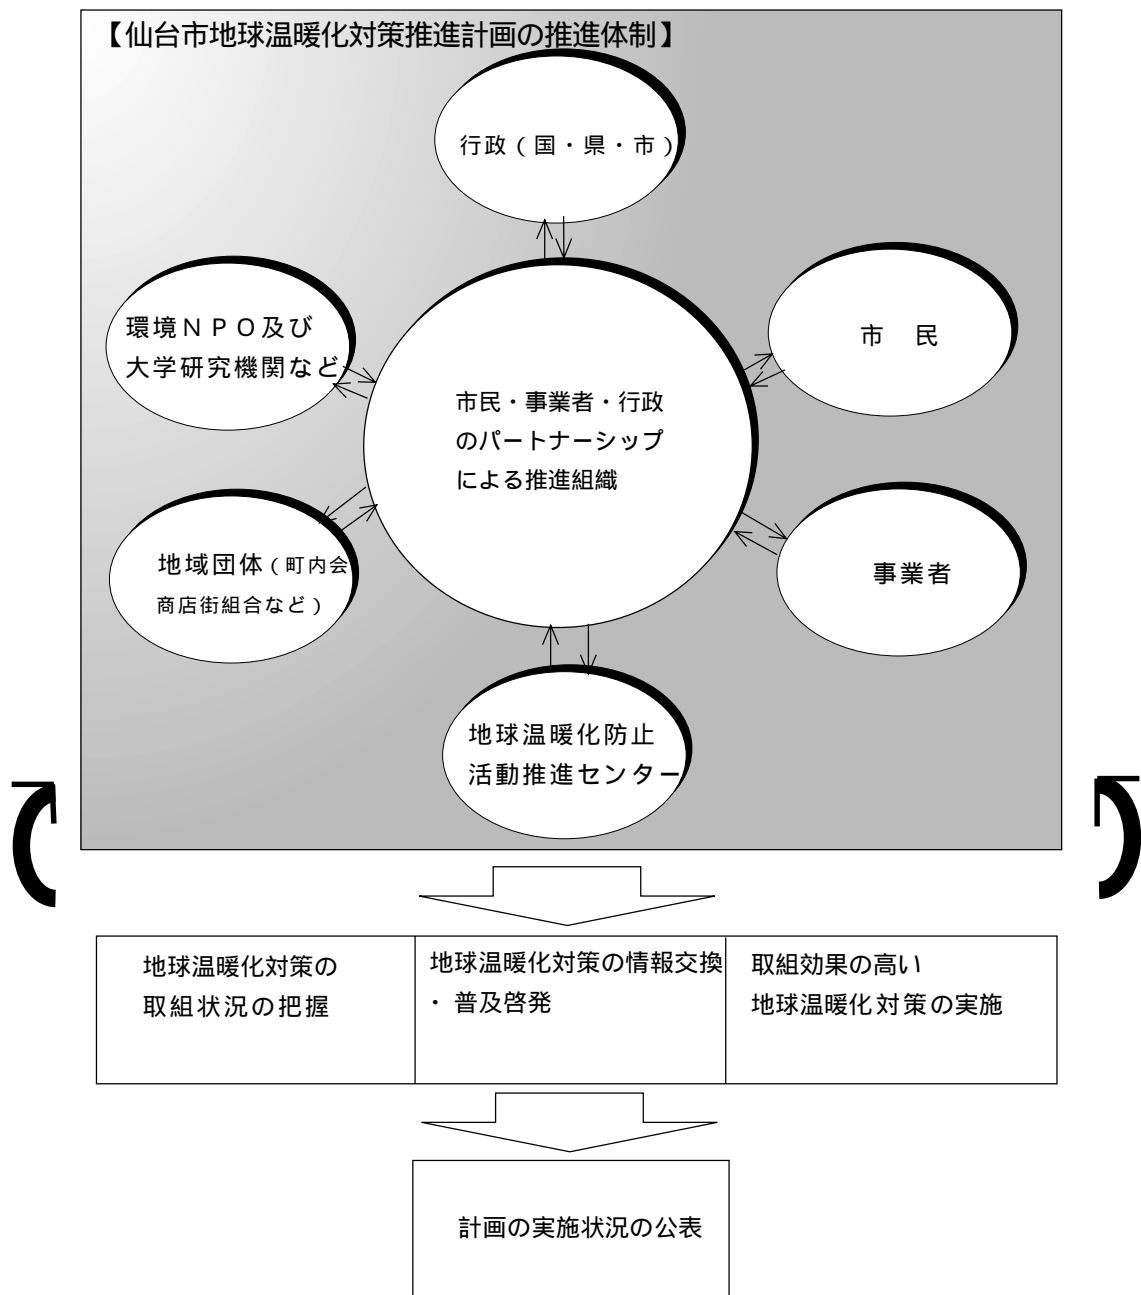 【仙台市地球温暖化対策推進計画の推進体制】
行政(国・県・市)
環境NPO及び
大学研究機関など
市　民
市民・事業者・行政
のパートナーシップ
による推進組織
地域団体(町内会
商店街組合など)
事業者
地球温暖化防止
活動推進センター
地球温暖化対策の
取組状況の把握
地球温暖化対策の情報交換
・普及啓発
取組効果の高い
地球温暖化対策の実施
計画の実施状況の公表